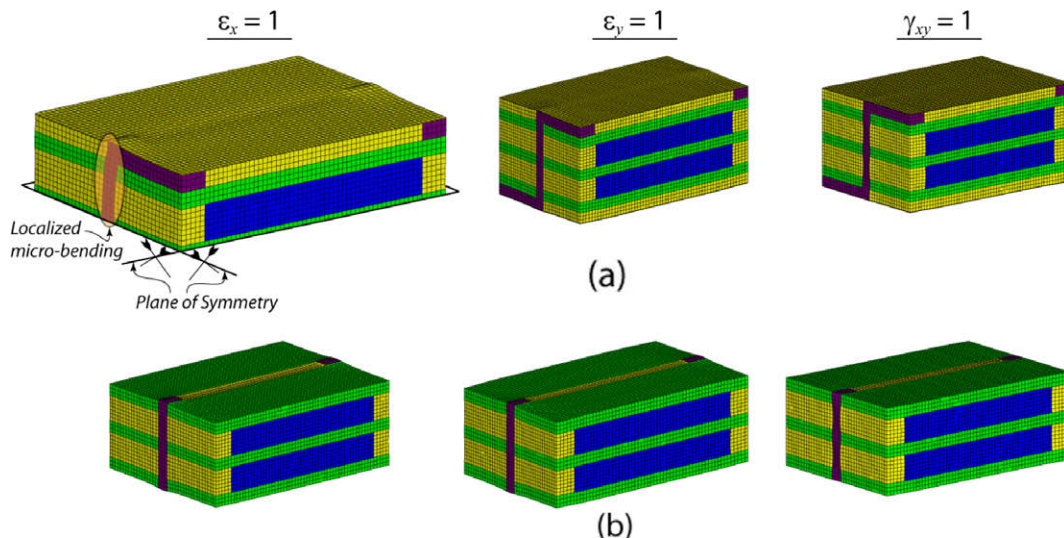 εx = 1
εy = 1
γxy = 1
Localized
micro-bending
Plane of Symmetry
(a)
(b)